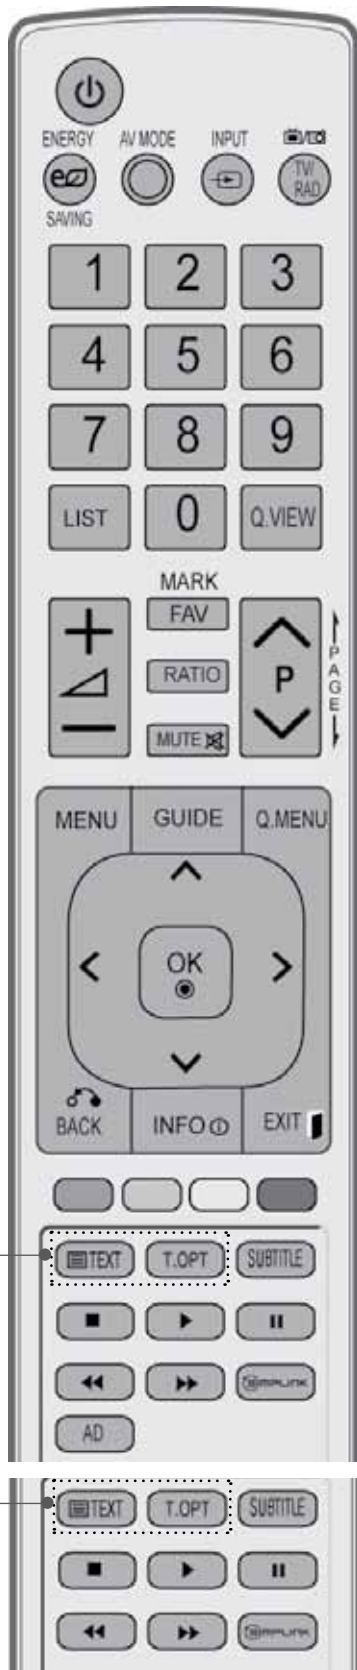 ENERGY AV MODE INPUT
TV/
RAD
SAVING
1 2 3
4 5 6
7 8 9
LIST 0 Q.VIEW
MARK
FAV
RATIO
P
PAGE
MUTE
MENU GUIDE Q.MENU
OK
BACK INFO EXIT
TEXT T.OPT SUBTITLE
SIMPLINK
AD
TEXT T.OPT SUBTITLE
SIMPLINK